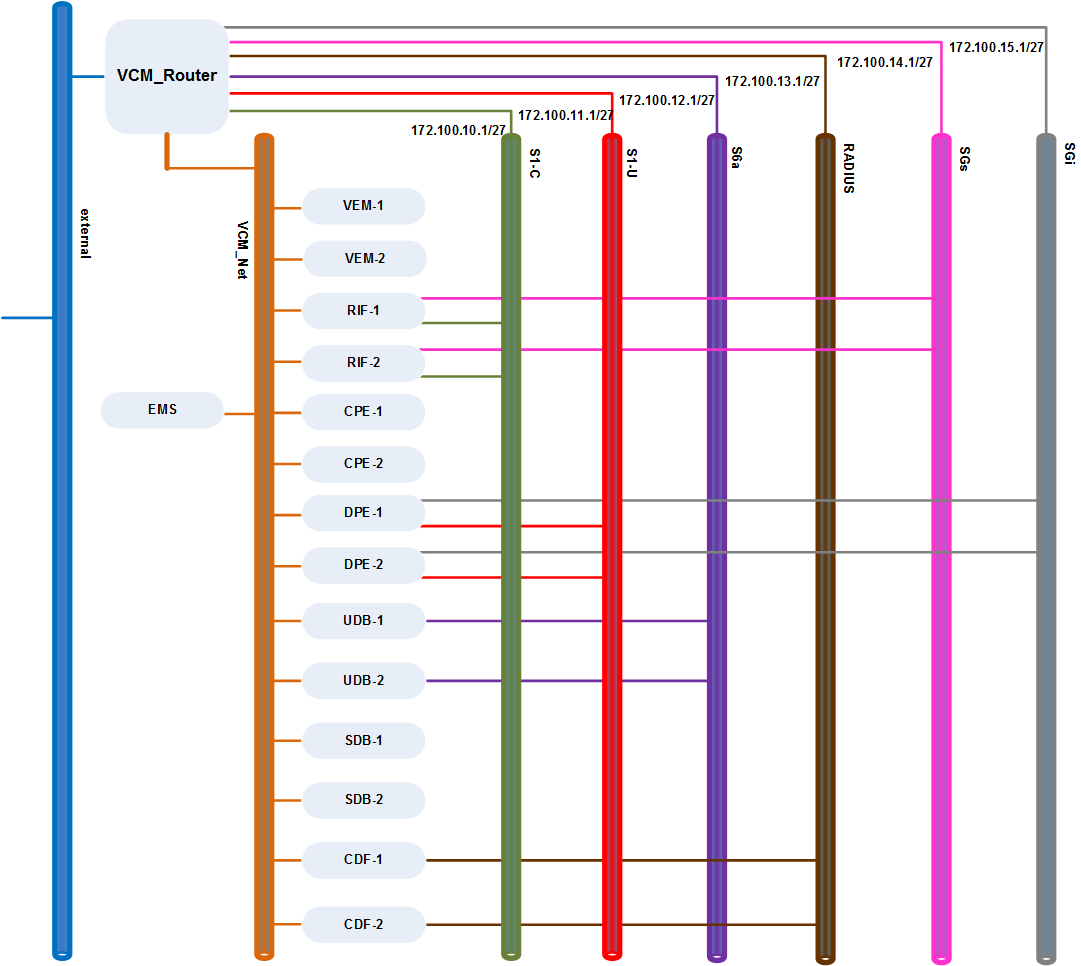 VCM_Router
172.100.15.1/27
172.100.14.1/27
172.100.13.1/27
172.100.12.1/27
172.100.11.1/27
172.100.10.1/27
external
VCM_Net
S1-C
S1-U
S6a
RADIUS
SGs
SGi
VEM-1
VEM-2
RIF-1
RIF-2
EMS
CPE-1
CPE-2
DPE-1
DPE-2
UDB-1
UDB-2
SDB-1
SDB-2
CDF-1
CDF-2